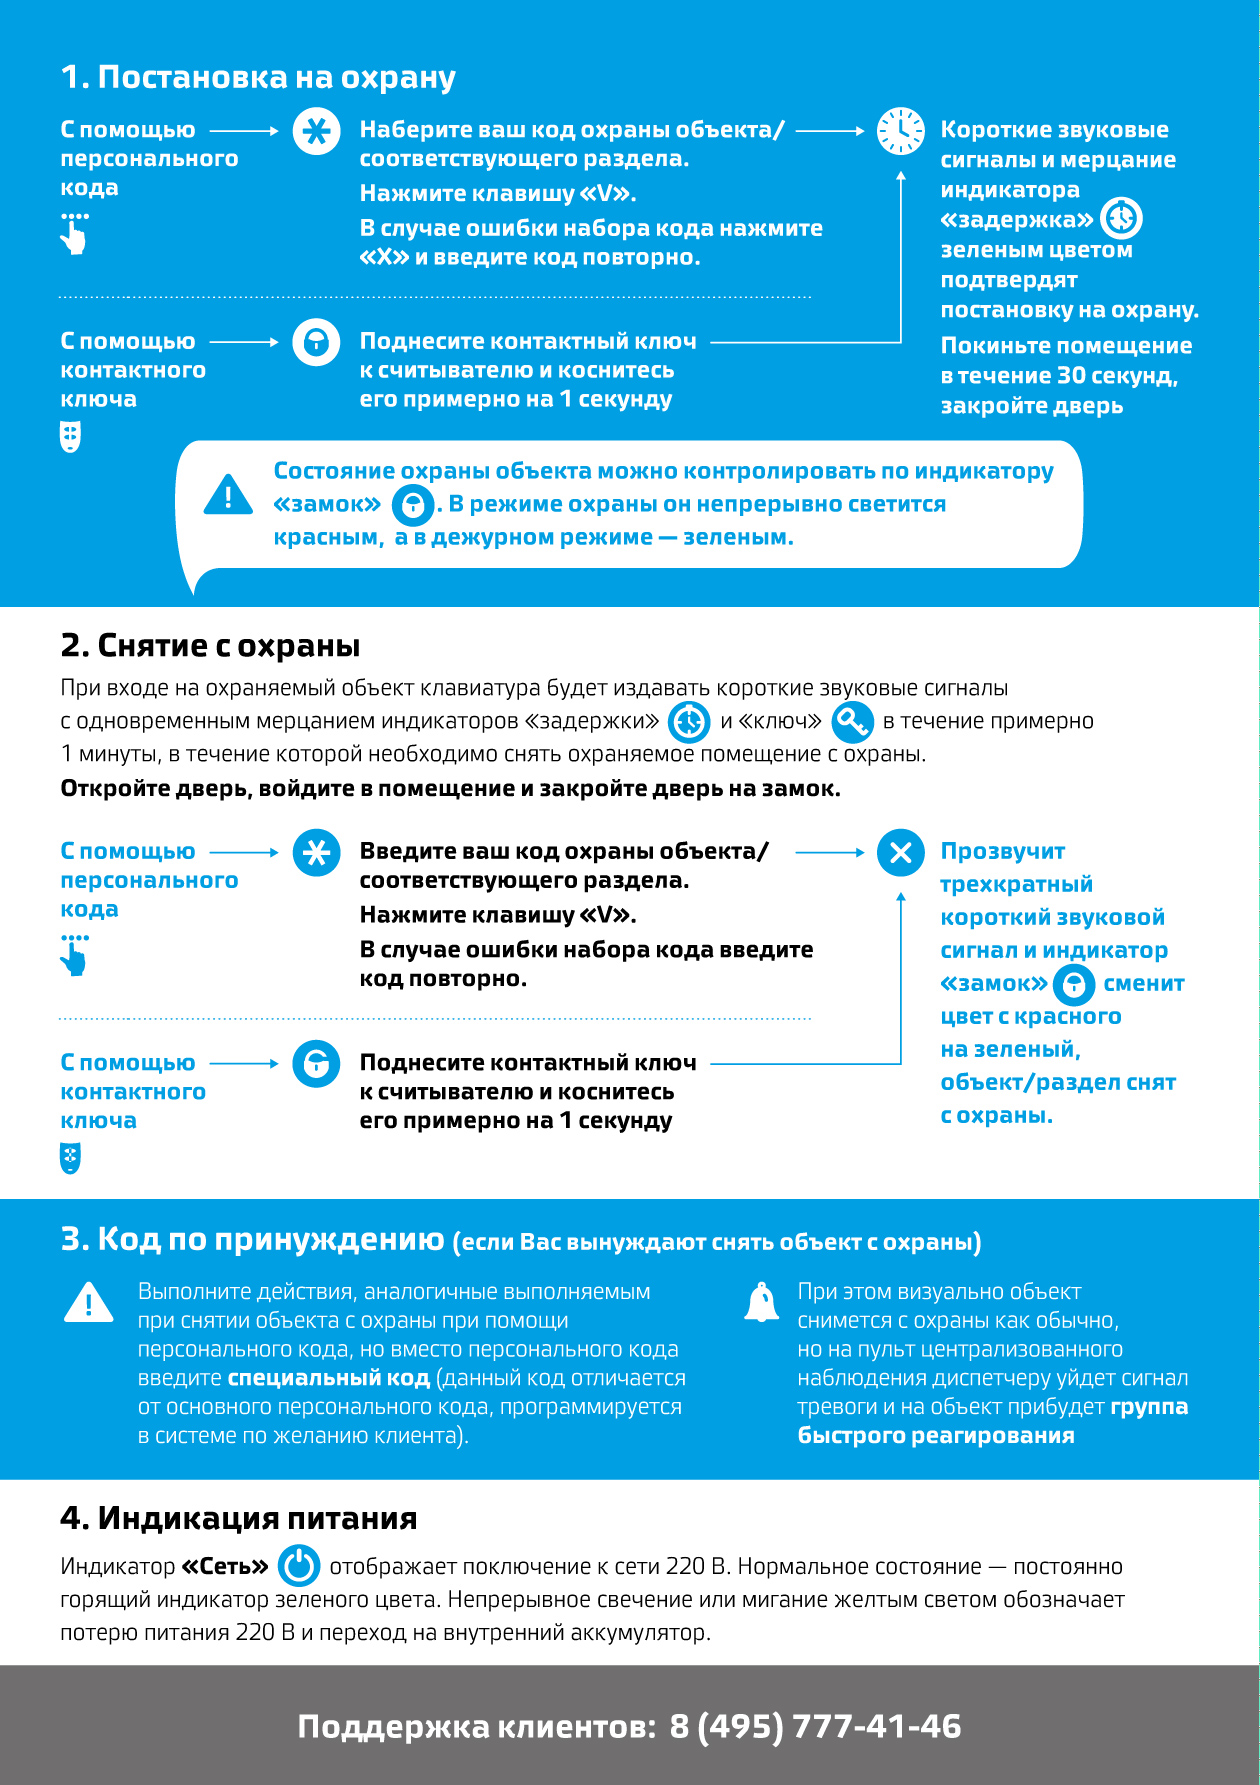 1. Постановка на охрану
С помощью
персонального
кода
Наберите ваш код охраны объекта/
соответствующего раздела.
Нажмите клавишу «V».
В случае ошибки набора кода нажмите
«X» и введите код повторно.
С помощью
контактного
ключа
Поднесите контактный ключ
к считывателю и коснитесь
его примерно на 1 секунду
Короткие звуковые
сигналы и мерцание
индикатора
«задержка»
зеленым цветом
подтвердят
постановку на охрану.
Покиньте помещение
в течение 30 секунд,
закройте дверь
Состояние охраны объекта можно контролировать по индикатору
«замок» . В режиме охраны он непрерывно светится
красным, а в дежурном режиме — зеленым.
2. Снятие с охраны
При входе на охраняемый объект клавиатура будет издавать короткие звуковые сигналы
с одновременным мерцанием индикаторов «задержки» и «ключ» в течение примерно
1 минуты, в течение которой необходимо снять охраняемое помещение с охраны.
Откройте дверь, войдите в помещение и закройте дверь на замок.
С помощью
персонального
кода
Введите ваш код охраны объекта/
соответствующего раздела.
Нажмите клавишу «V».
В случае ошибки набора кода введите
код повторно.
С помощью
контактного
ключа
Поднесите контактный ключ
к считывателю и коснитесь
его примерно на 1 секунду
Прозвучит
трехкратный
короткий звуковой
сигнал и индикатор
«замок» сменит
цвет с красного
на зеленый,
объект/раздел снят
с охраны.
3. Код по принуждению (если Вас вынуждают снять объект с охраны)
Выполните действия, аналогичные выполняемым
при снятии объекта с охраны при помощи
персонального кода, но вместо персонального кода
введите специальный код (данный код отличается
от основного персонального кода, программируется
в системе по желанию клиента).
При этом визуально объект
снимется с охраны как обычно,
но на пульт централизованного
наблюдения диспетчеру уйдет сигнал
тревоги и на объект прибудет группа
быстрого реагирования
4. Индикация питания
Индикатор «Сеть» отображает поключение к сети 220 В. Нормальное состояние — постоянно
горящий индикатор зеленого цвета. Непрерывное свечение или мигание желтым светом обозначает
потерю питания 220 В и переход на внутренний аккумулятор.
Поддержка клиентов: 8 (495) 777-41-46